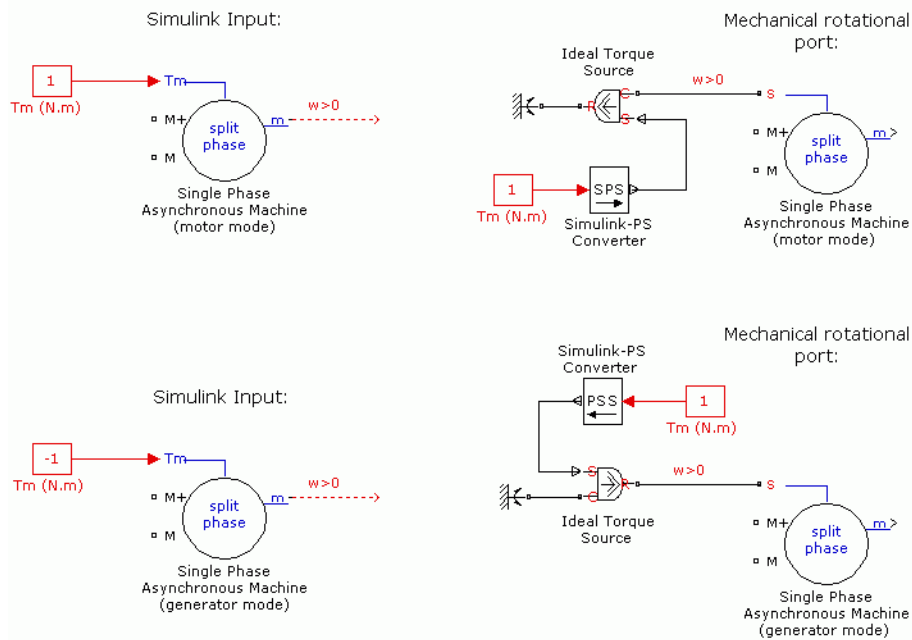 Simulink Input:
1
Tm (N.m)
Tm
M+
M
split
phase
m
w>0
Single Phase
Asynchronous Machine
(motor mode)
Mechanical rotational
port:
Ideal Torque
Source
R
C
S
w>0
S
1
Tm (N.m)
SPS
Simulink-PS
Converter
M+
M
split
phase
m
Single Phase
Asynchronous Machine
(motor mode)
Simulink Input:
-1
Tm (N.m)
Tm
M+
M
split
phase
m
w>0
Single Phase
Asynchronous Machine
(generator mode)
Mechanical rotational
port:
Simulink-PS
Converter
PSS
1
Tm (N.m)
S
C
R
w>0
S
Ideal Torque
Source
M+
M
split
phase
m
Single Phase
Asynchronous Machine
(generator mode)